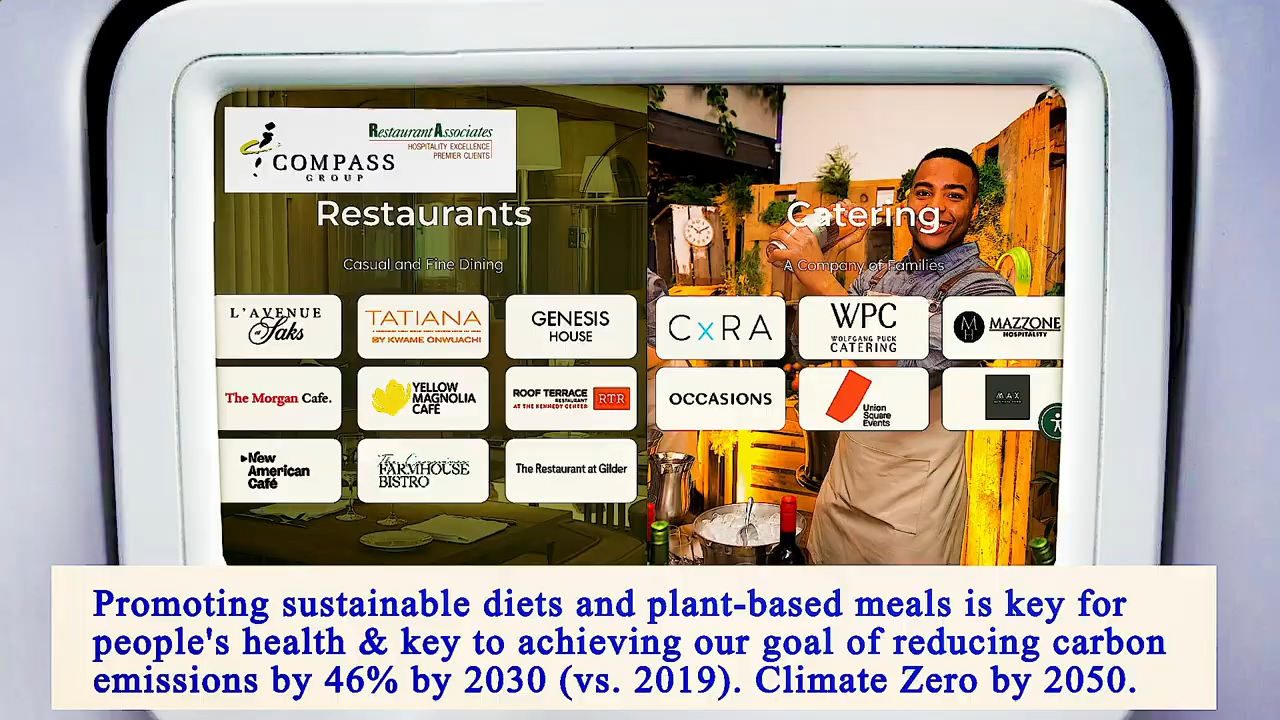 COMPASS
GROUP
Restaurant Associates
HOSPITALITY EXCELLENCE
PREMIER CLIENTS
Restaurants
Casual and Fine Dining
L'AVENUE
at Saks
TATIANA
BY KWAME ONWUACHI
GENESIS
HOUSE
The Morgan Cafe.
YELLOW
MAGNOLIA
CAFÉ
ROOF TERRACE
RESTAURANT
AT THE KENNEDY CENTER
RTR
New
American
Café
The
FARMHOUSE
BISTRO
The Restaurant at Gilder
Catering
A Company of Families
CxRA
WPC
WOLFGANG PUCK
CATERING
MH
MAZZONE
HOSPITALITY
OCCASIONS
Union
Square
Events
MAX
Promoting sustainable diets and plant-based meals is key for
people's health & key to achieving our goal of reducing carbon
emissions by 46% by 2030 (vs. 2019). Climate Zero by 2050.